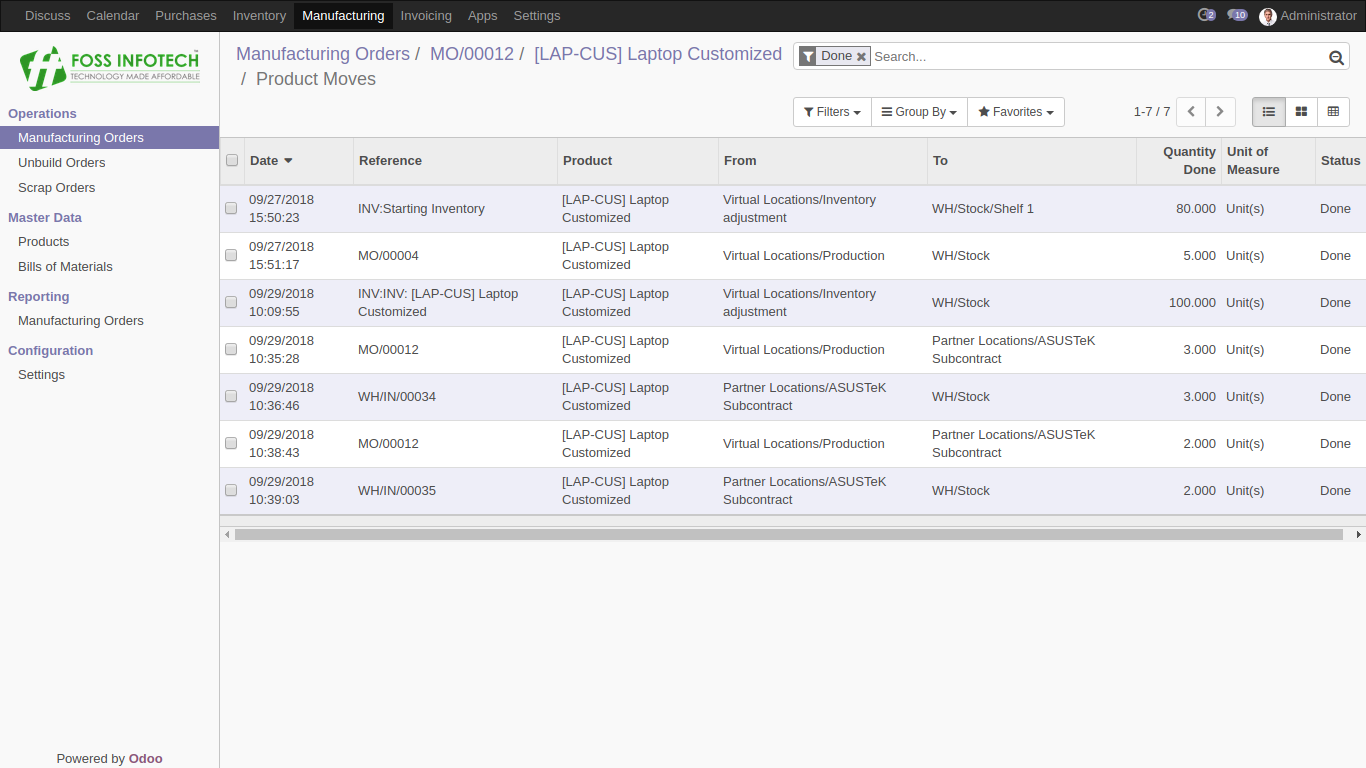 Discuss Calendar Purchases Inventory Manufacturing Invoicing Apps Settings 2 10 Administrator
FOSS INFOTECH
TECHNOLOGY MADE AFFORDABLE
Operations
Manufacturing Orders
Unbuild Orders
Scrap Orders
Master Data
Products
Bills of Materials
Reporting
Manufacturing Orders
Configuration
Settings
Powered by Odoo
Manufacturing Orders / MO/00012 / [LAP-CUS] Laptop Customized
/ Product Moves
Done Search...
Filters Group By Favorites 1-7 / 7
Date Reference Product From To Quantity Done Unit of Measure Status
09/27/2018 15:50:23 INV:Starting Inventory [LAP-CUS] Laptop Customized Virtual Locations/Inventory adjustment WH/Stock/Shelf 1 80.000 Unit(s) Done
09/27/2018 15:51:17 MO/00004 [LAP-CUS] Laptop Customized Virtual Locations/Production WH/Stock 5.000 Unit(s) Done
09/29/2018 10:09:55 INV:INV: [LAP-CUS] Laptop Customized [LAP-CUS] Laptop Customized Virtual Locations/Inventory adjustment WH/Stock 100.000 Unit(s) Done
09/29/2018 10:35:28 MO/00012 [LAP-CUS] Laptop Customized Virtual Locations/Production Partner Locations/ASUSTeK Subcontract 3.000 Unit(s) Done
09/29/2018 10:36:46 WH/IN/00034 [LAP-CUS] Laptop Customized Partner Locations/ASUSTeK Subcontract WH/Stock 3.000 Unit(s) Done
09/29/2018 10:38:43 MO/00012 [LAP-CUS] Laptop Customized Virtual Locations/Production Partner Locations/ASUSTeK Subcontract 2.000 Unit(s) Done
09/29/2018 10:39:03 WH/IN/00035 [LAP-CUS] Laptop Customized Partner Locations/ASUSTeK Subcontract WH/Stock 2.000 Unit(s) Done